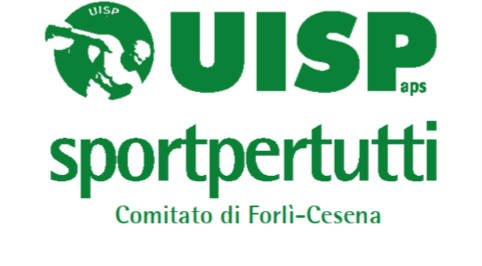 UISP
UISP
aps
sportpertutti
Comitato di Forlì-Cesena